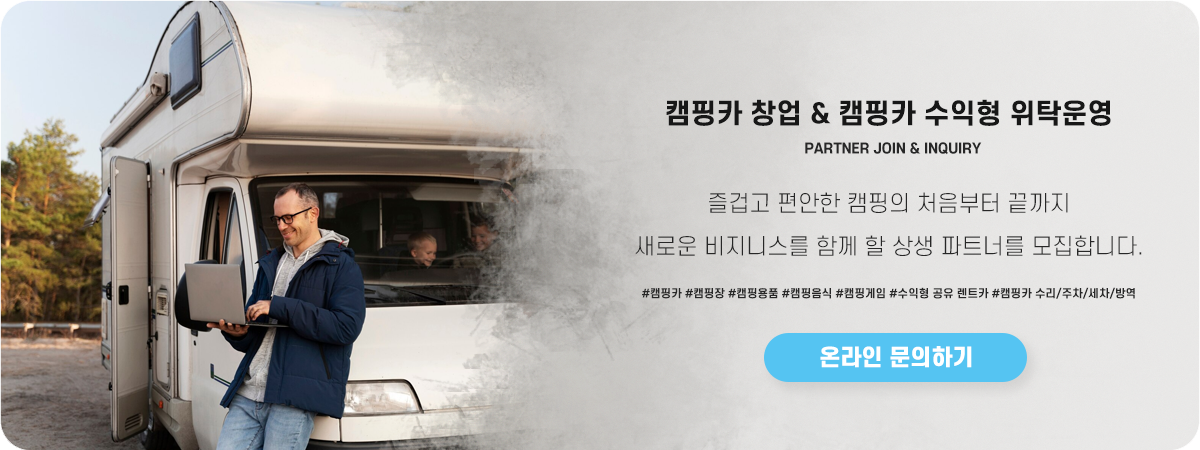 캠핑카 창업 & 캠핑카 수익형 위탁운영
PARTNER JOIN & INQUIRY
즐겁고 편안한 캠핑의 처음부터 끝까지
새로운 비지니스를 함께 할 상생 파트너를 모집합니다.
#캠핑카 #캠핑장 #캠핑용품 #캠핑음식 #캠핑게임 #수익형 공유 렌트카 #캠핑카 수리/주차/세차/방역
온라인 문의하기